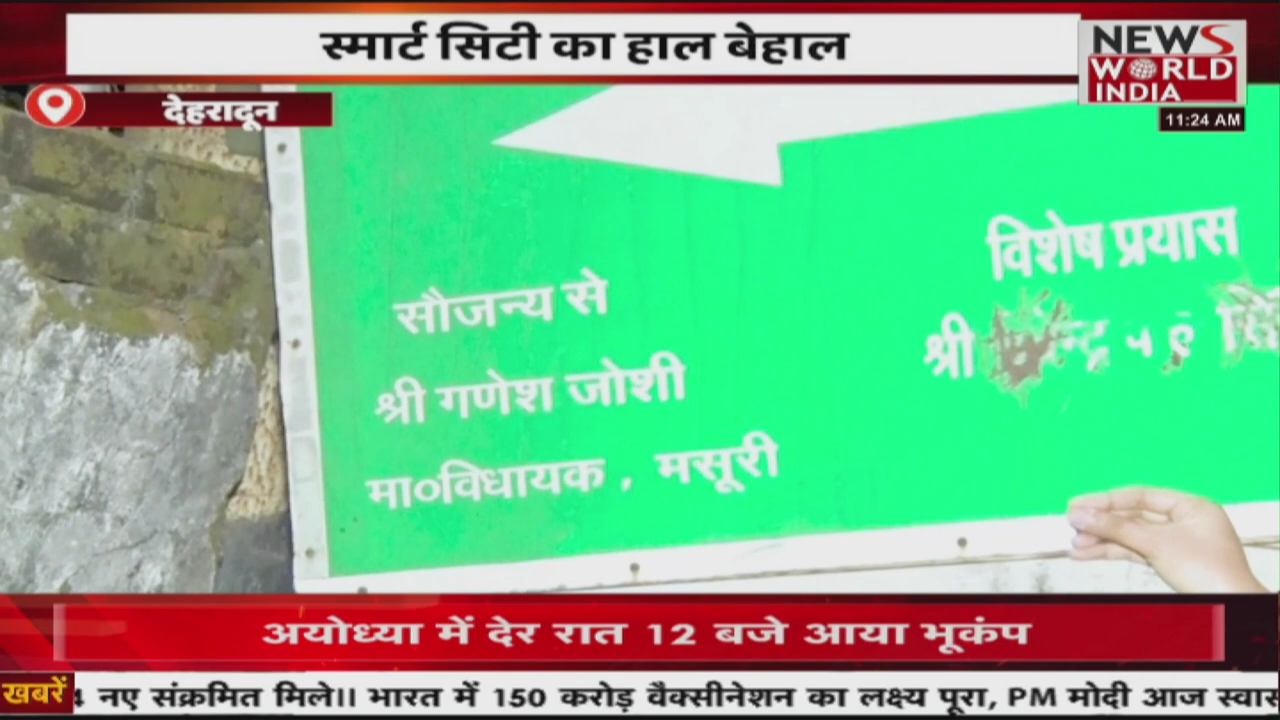 स्मार्ट सिटी का हाल बेहाल
NEWS
WORLD
INDIA
देहरादून
11:24 AM
विशेष प्रयास
सौजन्य से
श्री
श्री गणेश जोशी
मा०विधायक , मसूरी
अयोध्या में देर रात 12 बजे आया भूकंप
खबरें
नए संक्रमित मिले।। भारत में 150 करोड़ वैक्सीनेशन का लक्ष्य पूरा, PM मोदी आज